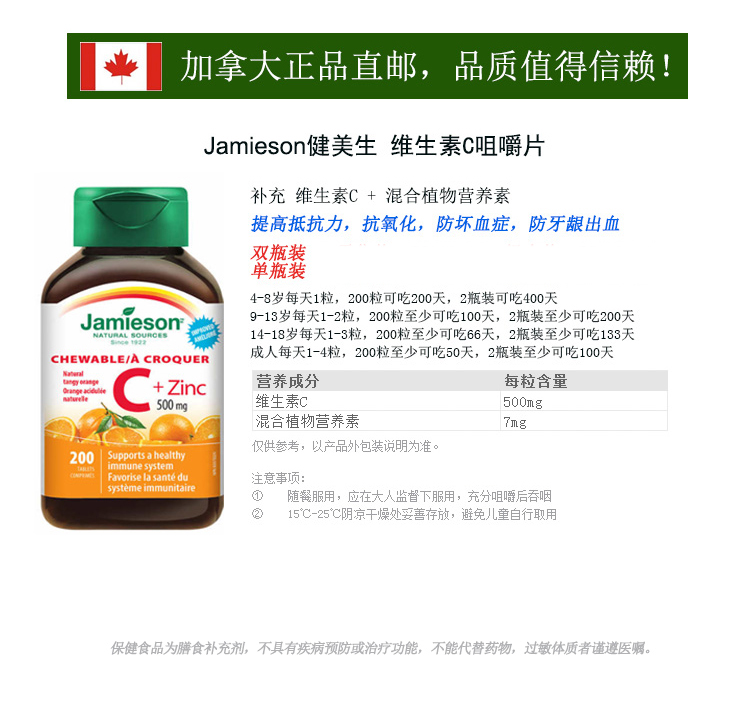 加拿大正品直邮，品质值得信赖！
Jamieson健美生 维生素C咀嚼片
补充 维生素C + 混合植物营养素
提高抵抗力，抗氧化，防坏血症，防牙龈出血
双瓶装
单瓶装
4-8岁每天1粒，200粒可吃200天，2瓶装可吃400天
9-13岁每天1-2粒，200粒至少可吃100天，2瓶装至少可吃200天
14-18岁每天1-3粒，200粒至少可吃66天，2瓶装至少可吃133天
成人每天1-4粒，200粒至少可吃50天，2瓶装至少可吃100天
营养成分 每粒含量
维生素C 500mg
混合植物营养素 7mg
仅供参考，以产品外包装说明为准。
注意事项：
① 随餐服用，应在大人监督下服用，充分咀嚼后吞咽
② 15℃-25℃阴凉干燥处妥善存放，避免儿童自行取用
Jamieson
NATURAL SOURCES
Since 1922
IMPROVED
AMÉLIORÉ
CHEWABLE/À CROQUER
Natural
tangy orange
Orange acidulée
naturelle
C + Zinc
500 mg
200
TABLETS
COMPRIMÉS
Supports a healthy
immune system
Favorise la santé du
système immunitaire
保健食品为膳食补充剂，不具有疾病预防或治疗功能，不能代替药物，过敏体质者谨遵医嘱。